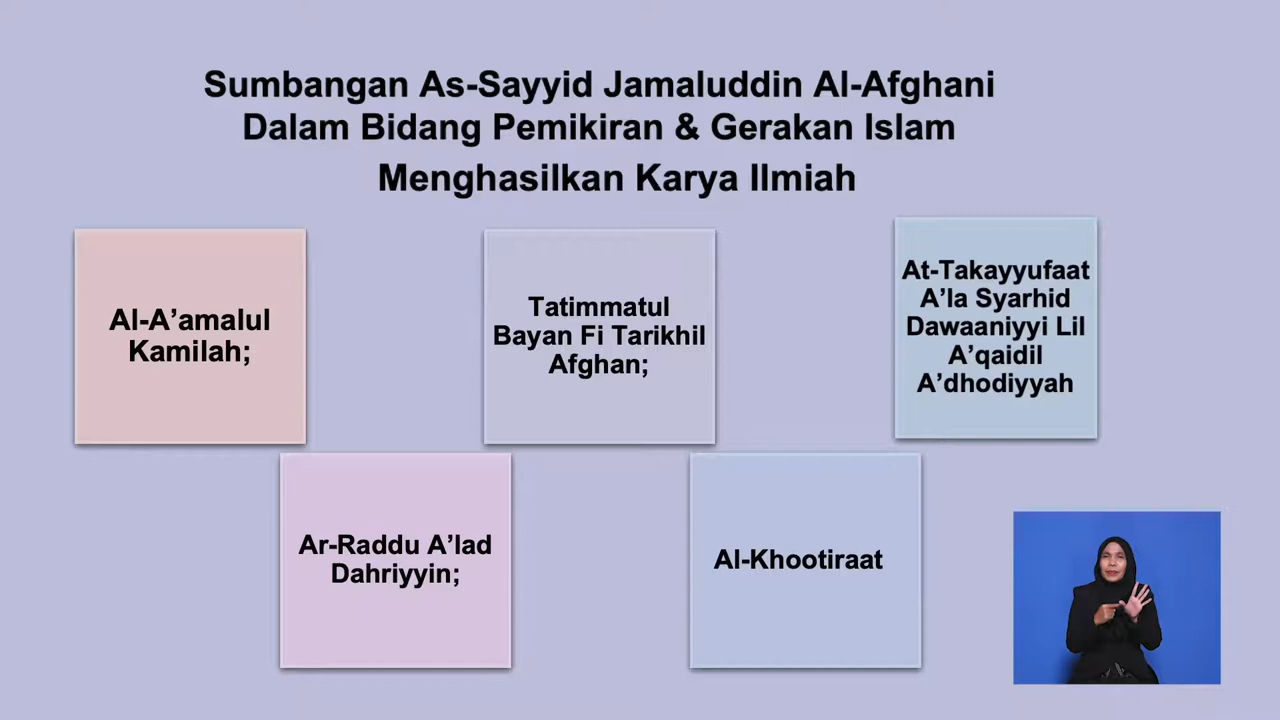 Sumbangan As-Sayyid Jamaluddin Al-Afghani
Dalam Bidang Pemikiran & Gerakan Islam
Menghasilkan Karya Ilmiah
Al-A’amalul
Kamilah;
Tatimmatul
Bayan Fi Tarikhil
Afghan;
At-Takayyufaat
A’la Syarhid
Dawaaniyyi Lil
A’qaidil
A’dhodiyyah
Ar-Raddu A’lad
Dahriyyin;
Al-Khootiraat